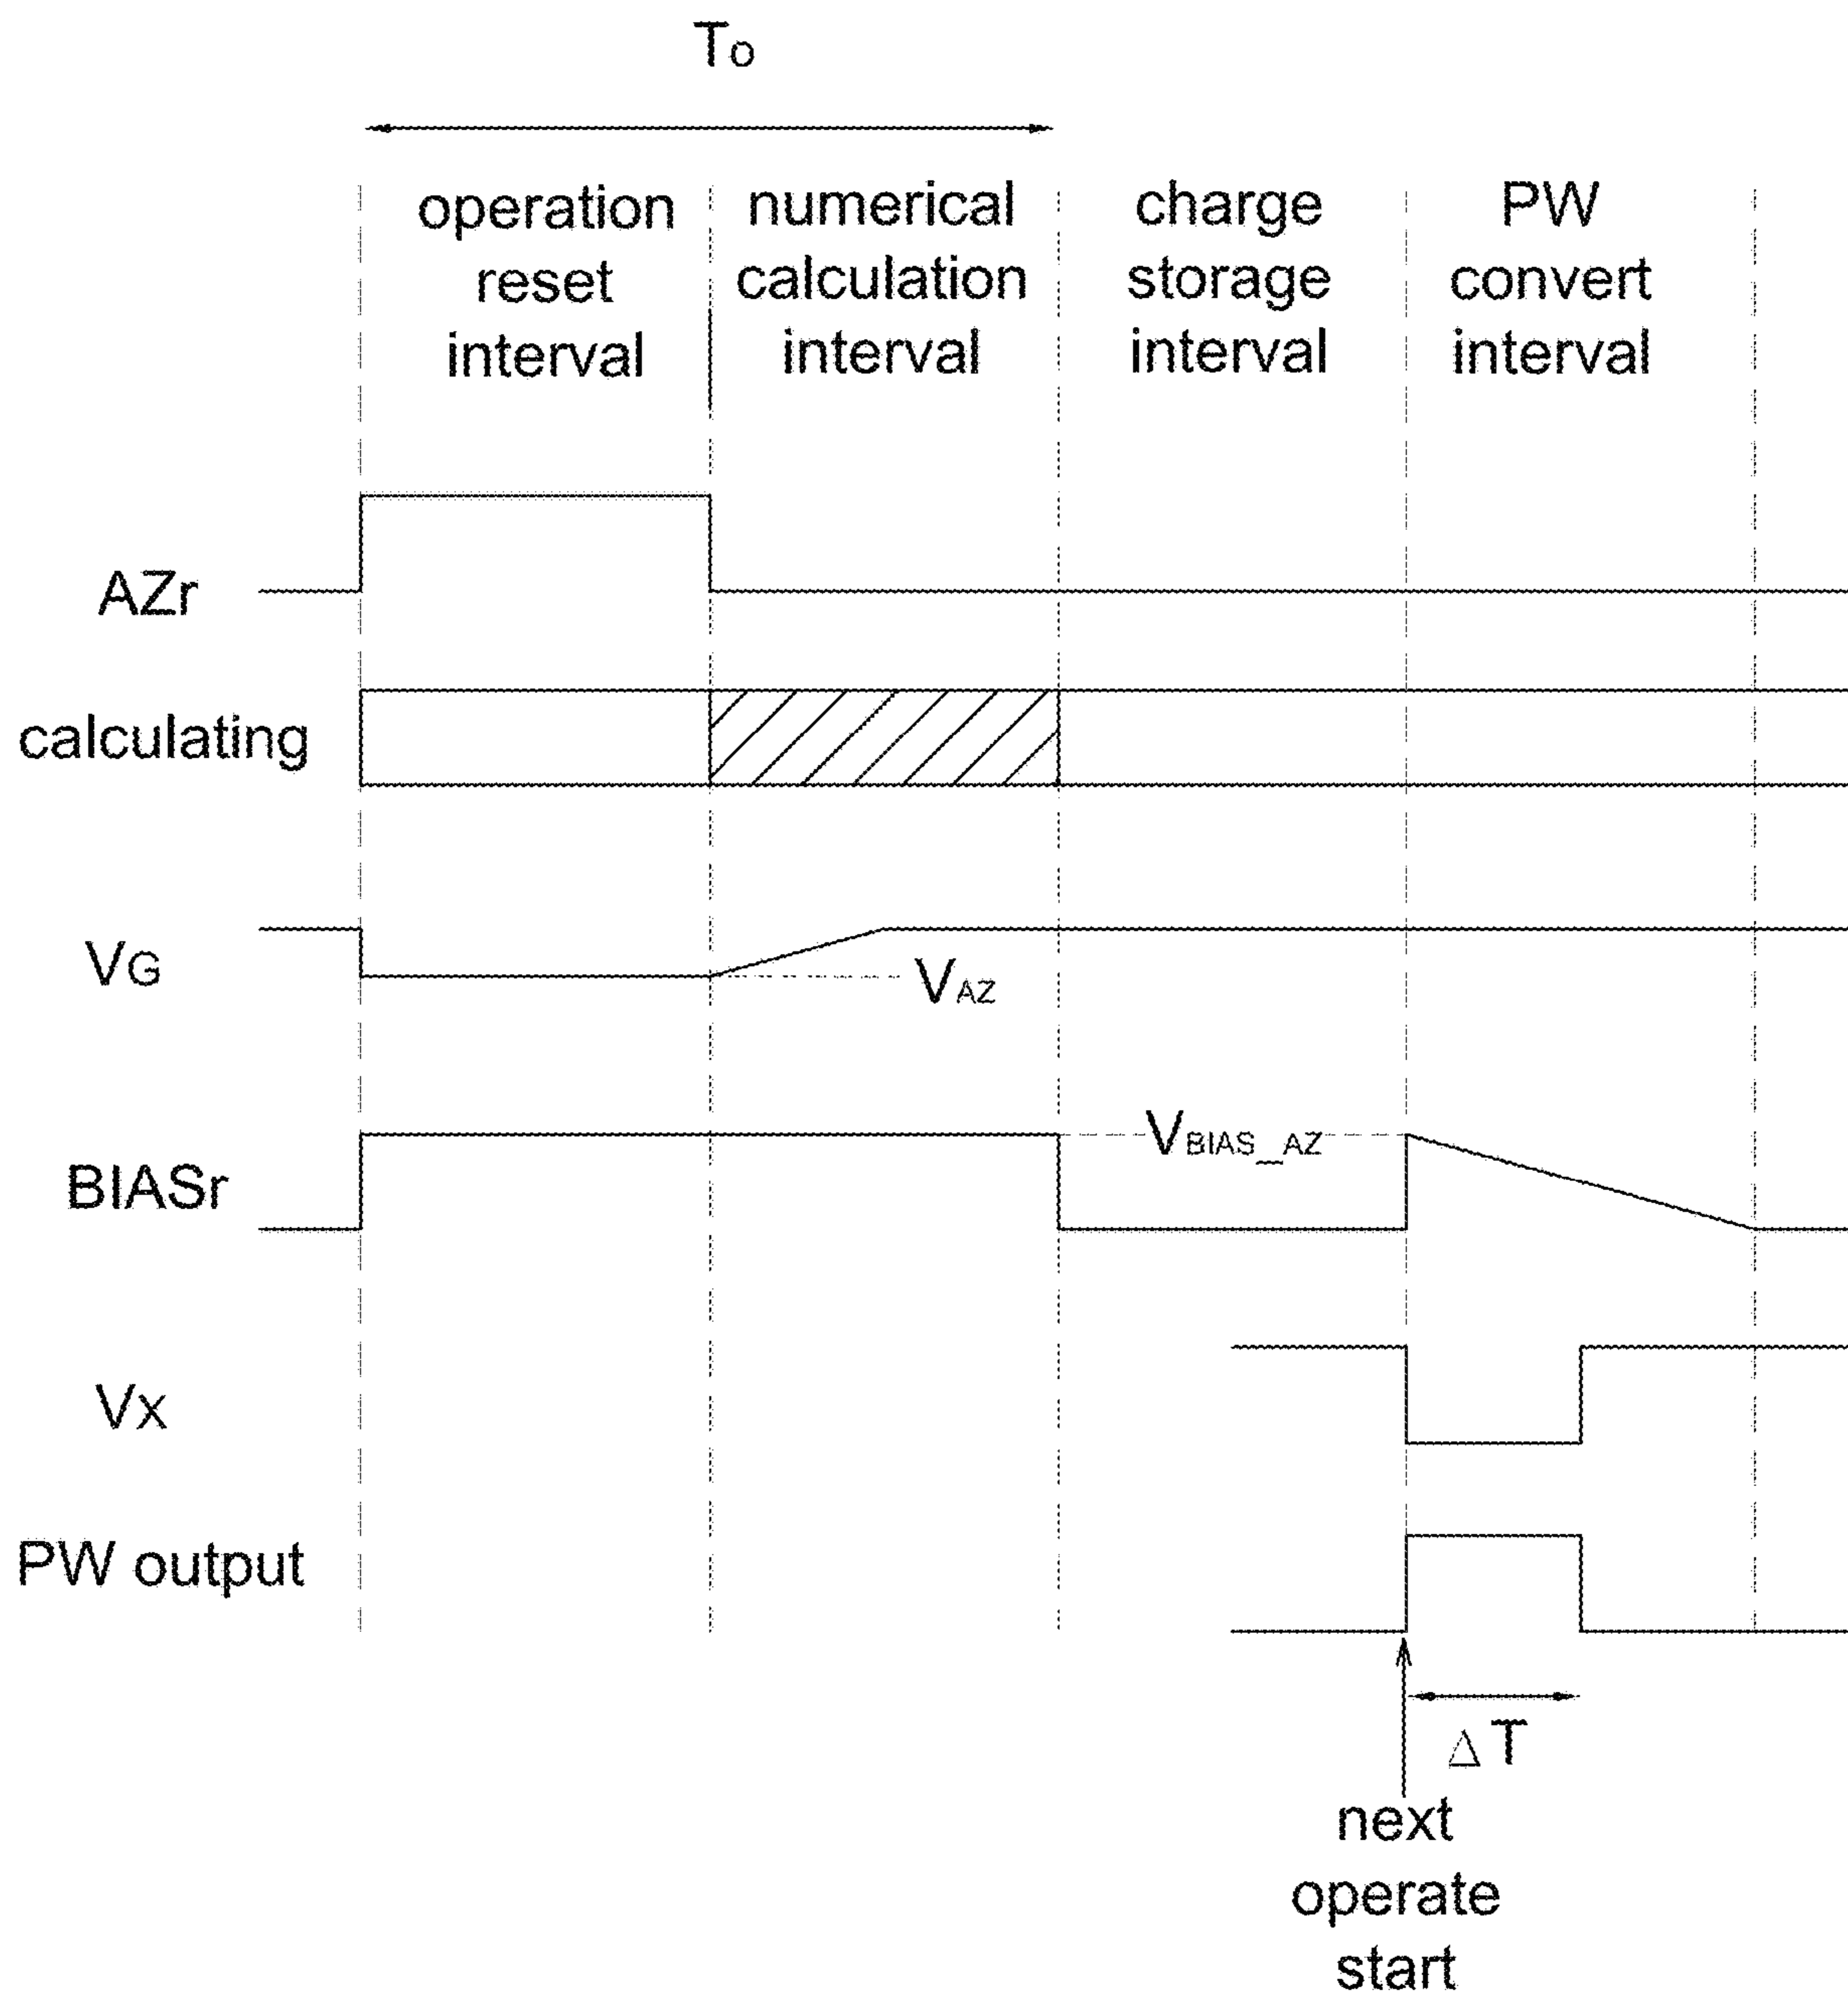 To
operation
reset
interval
numerical
calculation
interval
charge
storage
interval
PW
convert
interval
AZr
calculating
VG
VAZ
BIASr
VBIAS_AZ
VX
PW output
ΔT
next
operate
start